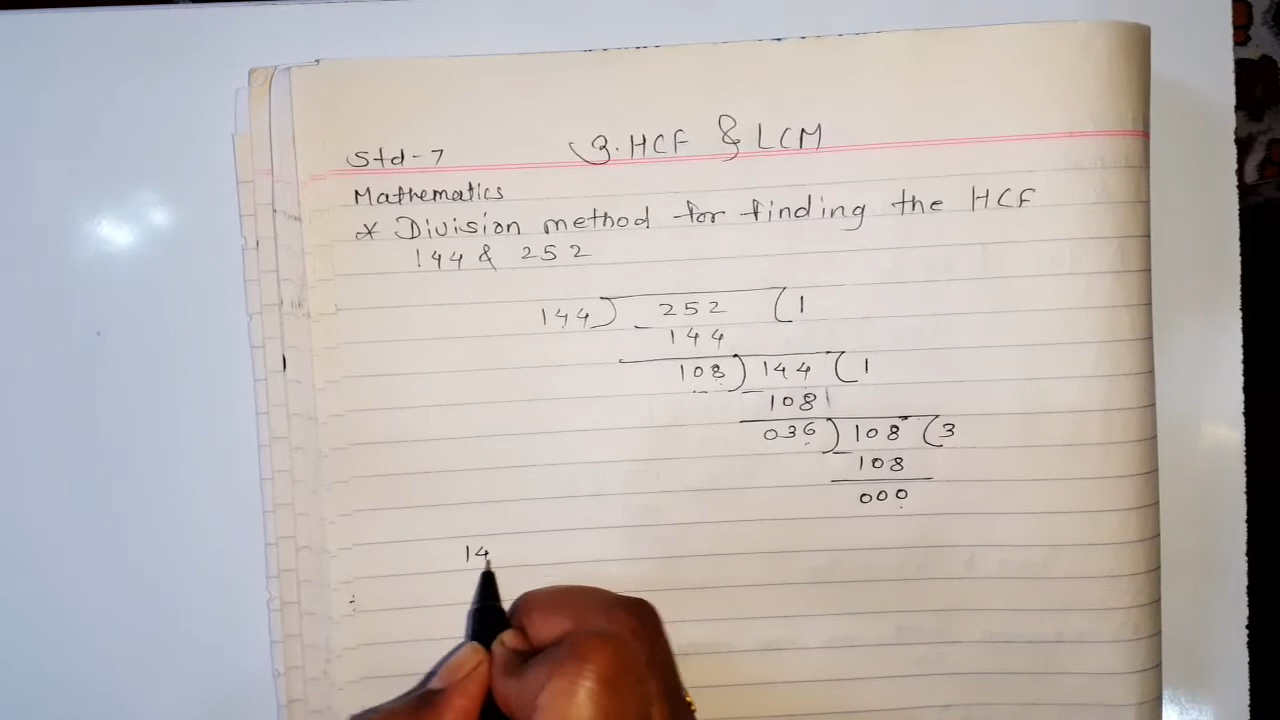 Std-7
3. HCF & LCM
Mathematics
* Division method for finding the HCF
144 & 252
144) 252 (1
144
108) 144 (1
108
036) 108 (3
108
000
14